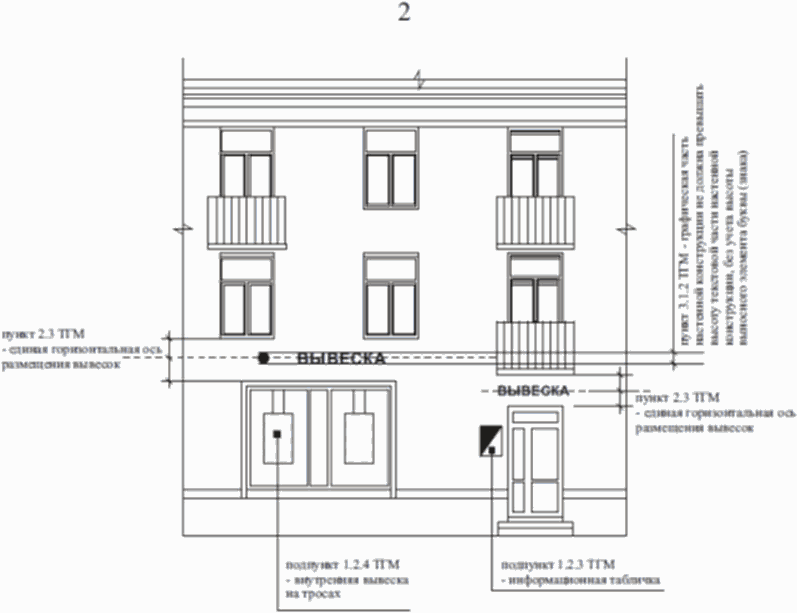 2
пункт 3.1.2 ТГМ - графическая часть
настенной конструкции не должна превышать
высоту текстовой части настенной
конструкции, без учета высоты
выносного элемента буквы (знака)
пункт 2.3 ТГМ
- единая горизонтальная ось
размещения вывесок
ВЫВЕСКА
ВЫВЕСКА
пункт 2.3 ТГМ
- единая горизонтальная ось
размещения вывесок
подпункт 1.2.4 ТГМ
- внутренняя вывеска
на тросах
подпункт 1.2.3 ТГМ
- информационная табличка